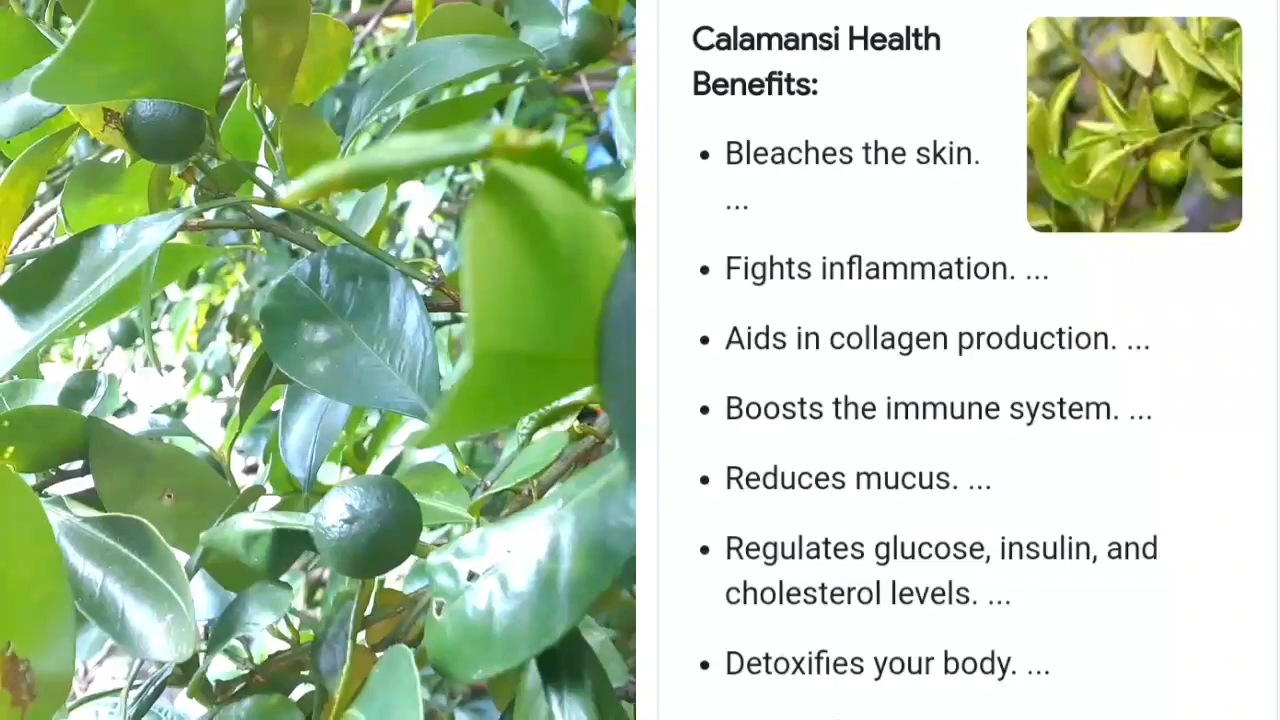 Calamansi Health
Benefits:
• Bleaches the skin.
...
• Fights inflammation. ...
• Aids in collagen production. ...
• Boosts the immune system. ...
• Reduces mucus. ...
• Regulates glucose, insulin, and
cholesterol levels. ...
• Detoxifies your body. ...